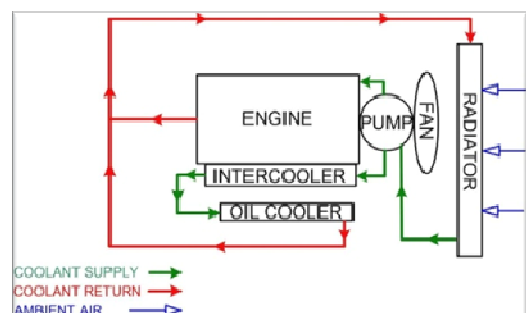 ENGINE
PUMP
FAN
RADIATOR
INTERCOOLER
OIL COOLER
COOLANT SUPPLY
COOLANT RETURN
AMBIENT AIR